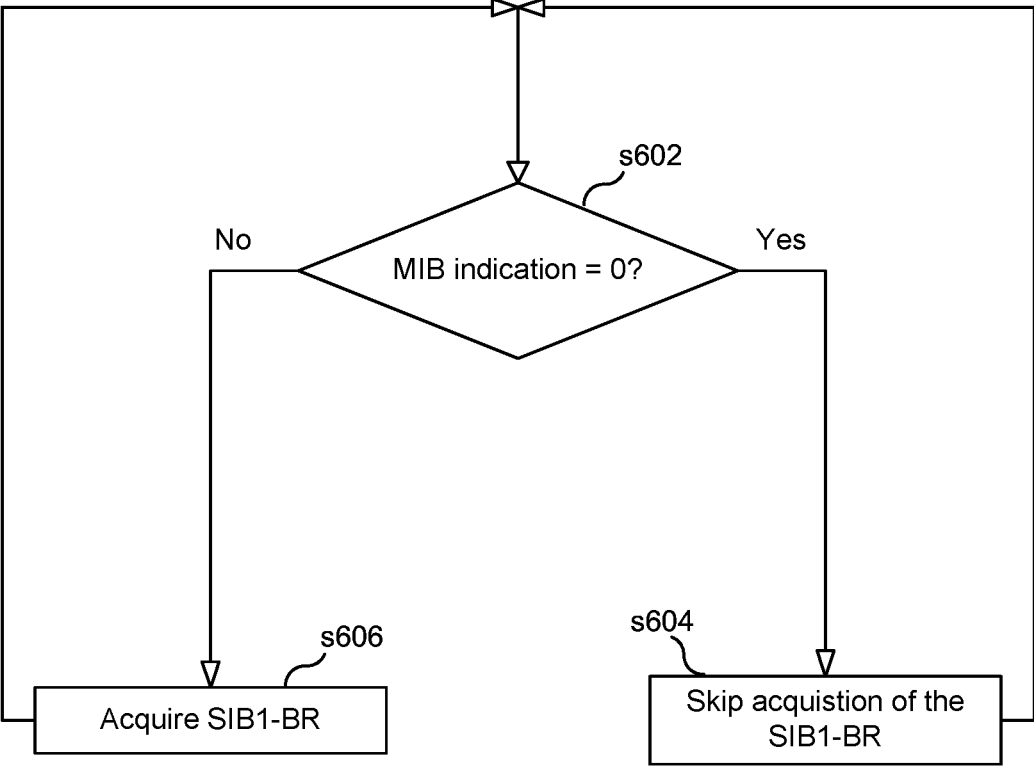 s602
No
Yes
MIB indication = 0?
s606
s604
Acquire SIB1-BR
Skip acquistion of the
SIB1-BR